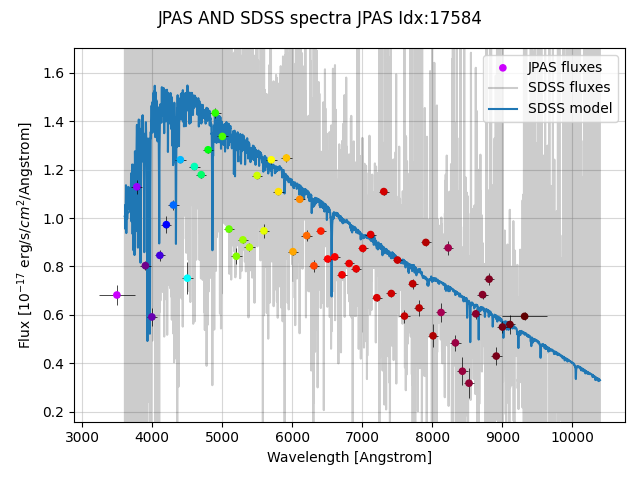 JPAS AND SDSS spectra JPAS Idx:17584
JPAS fluxes
SDSS fluxes
SDSS model
Flux [10⁻¹⁷ erg/s/cm²/Angstrom]
1.6
1.4
1.2
1.0
0.8
0.6
0.4
0.2
3000 4000 5000 6000 7000 8000 9000 10000
Wavelength [Angstrom]